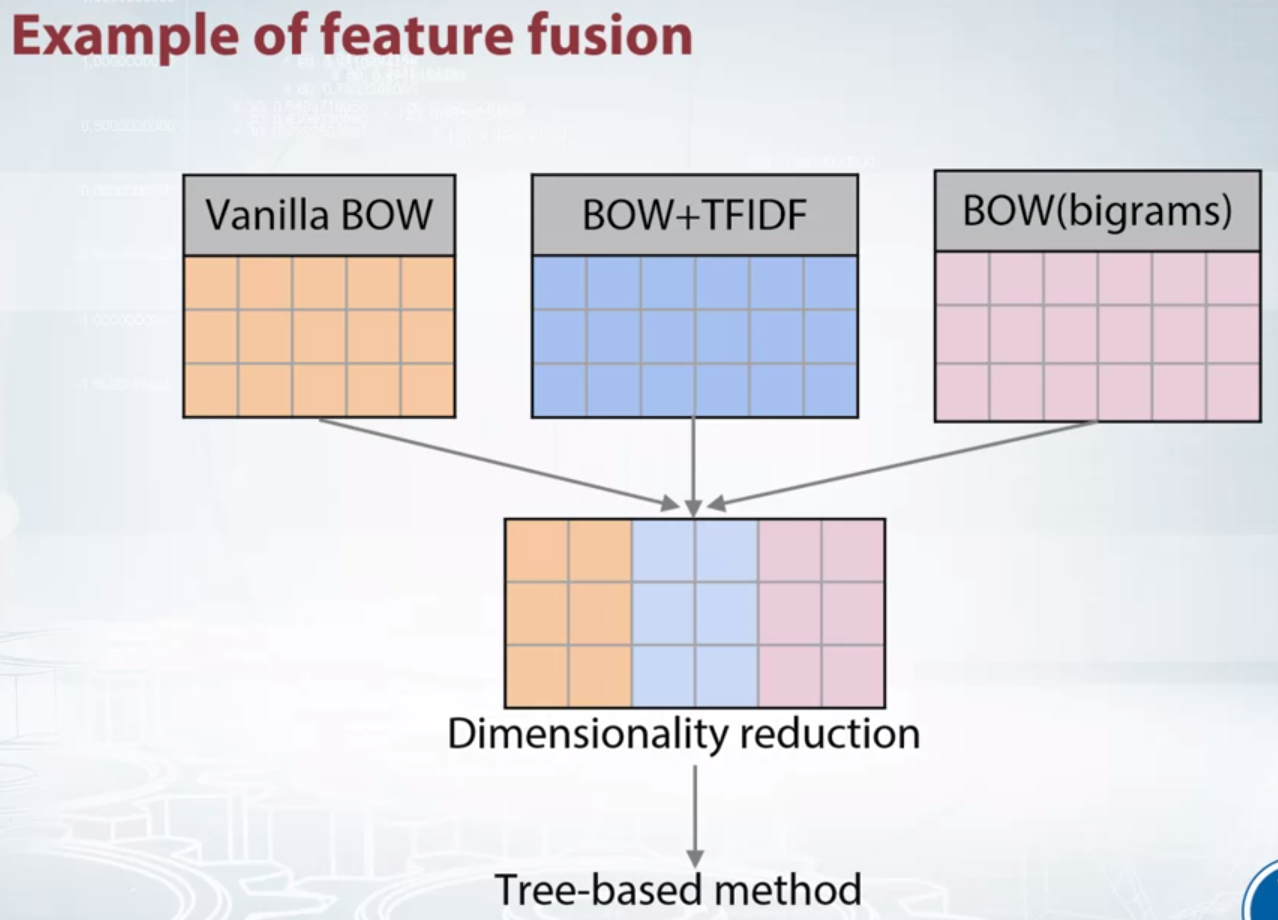 Example of feature fusion
Vanilla BOW
BOW+TFIDF
BOW(bigrams)
Dimensionality reduction
Tree-based method